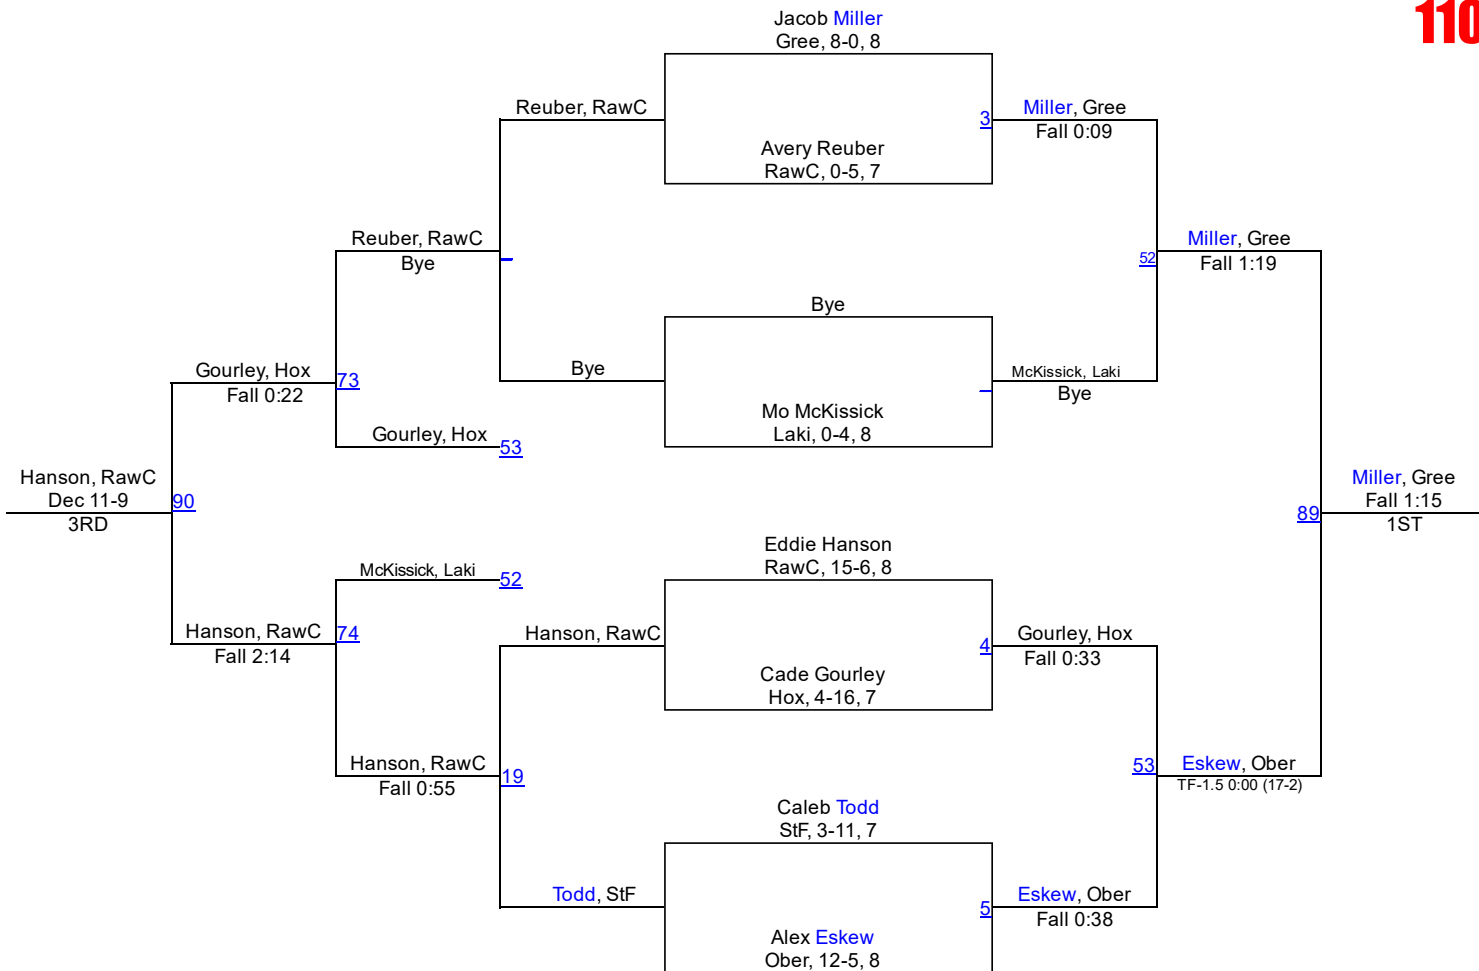 Jacob Miller
110
Gree, 8-0, 8
Reuber, RawC
3
Miller, Gree
Fall 0:09
Avery Reuber
RawC, 0-5, 7
Reuber, RawC
Bye
Miller, Gree
52
Fall 1:19
Bye
Gourley, Hox
Fall 0:22
73
Bye
McKissick, Laki
Bye
Mo McKissick
Laki, 0-4, 8
Gourley, Hox
53
Hanson, RawC
Dec 11-9
3RD
90
Miller, Gree
Fall 1:15
1ST
89
Eddie Hanson
RawC, 15-6, 8
McKissick, Laki
52
Hanson, RawC
Fall 2:14
74
Hanson, RawC
4
Gourley, Hox
Fall 0:33
Cade Gourley
Hox, 4-16, 7
Hanson, RawC
Fall 0:55
19
53
Eskew, Ober
TF-1.5 0:00 (17-2)
Caleb Todd
StF, 3-11, 7
Todd, StF
5
Eskew, Ober
Fall 0:38
Alex Eskew
Ober, 12-5, 8